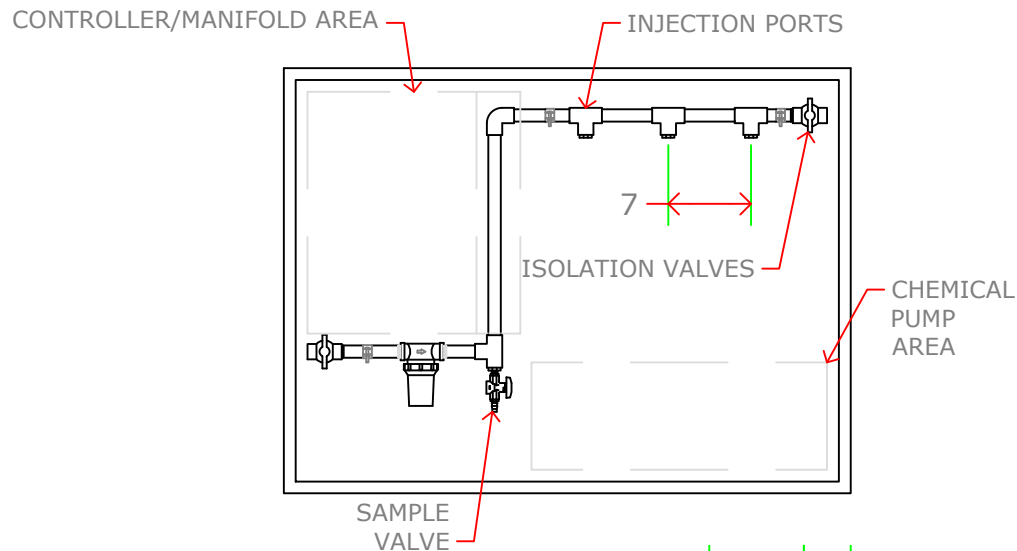 CONTROLLER/MANIFOLD AREA
INJECTION PORTS
7
ISOLATION VALVES
CHEMICAL
PUMP
AREA
SAMPLE
VALVE